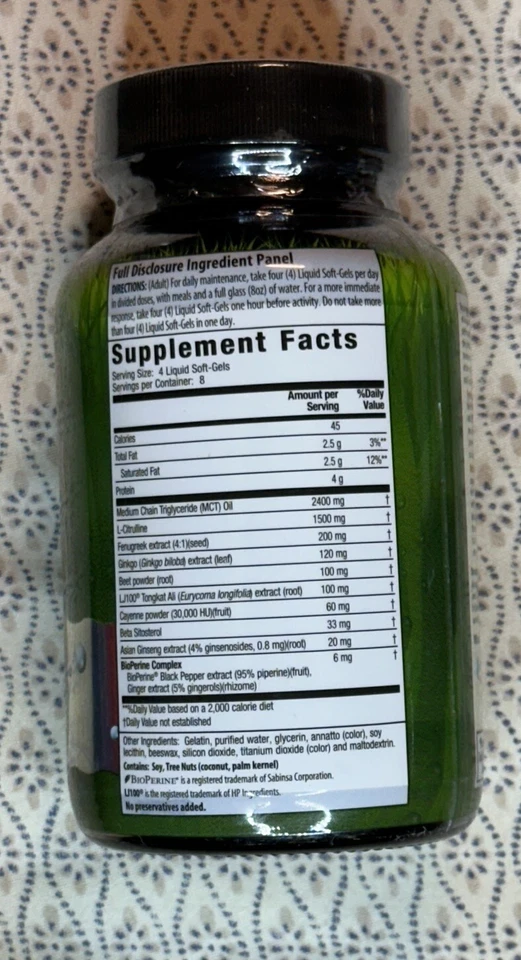 Full Disclosure Ingredient Panel
DIRECTIONS: (Adult) For daily maintenance, take four (4) Liquid Soft-Gels per day
in divided doses, with meals and a full glass (8oz) of water. For a more immediate
response, take four (4) Liquid Soft-Gels one hour before activity. Do not take more
than four (4) Liquid Soft-Gels in one day.
Supplement Facts
Serving Size: 4 Liquid Soft-Gels
Servings per Container: 8
Amount per Serving %Daily Value
Calories 45
Total Fat 2.5 g 3%**
Saturated Fat 2.5 g 12%**
Protein 4 g
Medium Chain Triglyceride (MCT) Oil 2400 mg †
L-Citrulline 1500 mg †
Fenugreek extract (4:1)(seed) 200 mg †
Ginkgo (Ginkgo biloba) extract (leaf) 120 mg †
Beet powder (root) 100 mg †
LJ100® Tongkat Ali (Eurycoma longifolia) extract (root) 100 mg †
Cayenne powder (30,000 HU)(fruit) 60 mg †
Beta Sitosterol 33 mg †
Asian Ginseng extract (4% ginsenosides, 0.8 mg)(root) 20 mg †
BioPerine Complex 6 mg †
BioPerine® Black Pepper extract (95% piperine)(fruit),
Ginger extract (5% gingerols)(rhizome)
**%Daily Value based on a 2,000 calorie diet
†Daily Value not established
Other Ingredients: Gelatin, purified water, glycerin, annatto (color), soy
lecithin, beeswax, silicon dioxide, titanium dioxide (color) and maltodextrin.
Contains: Soy, Tree Nuts (coconut, palm kernel)
BIOPERINE® is a registered trademark of Sabinsa Corporation.
LJ100® is the registered trademark of HP Ingredients.
No preservatives added.